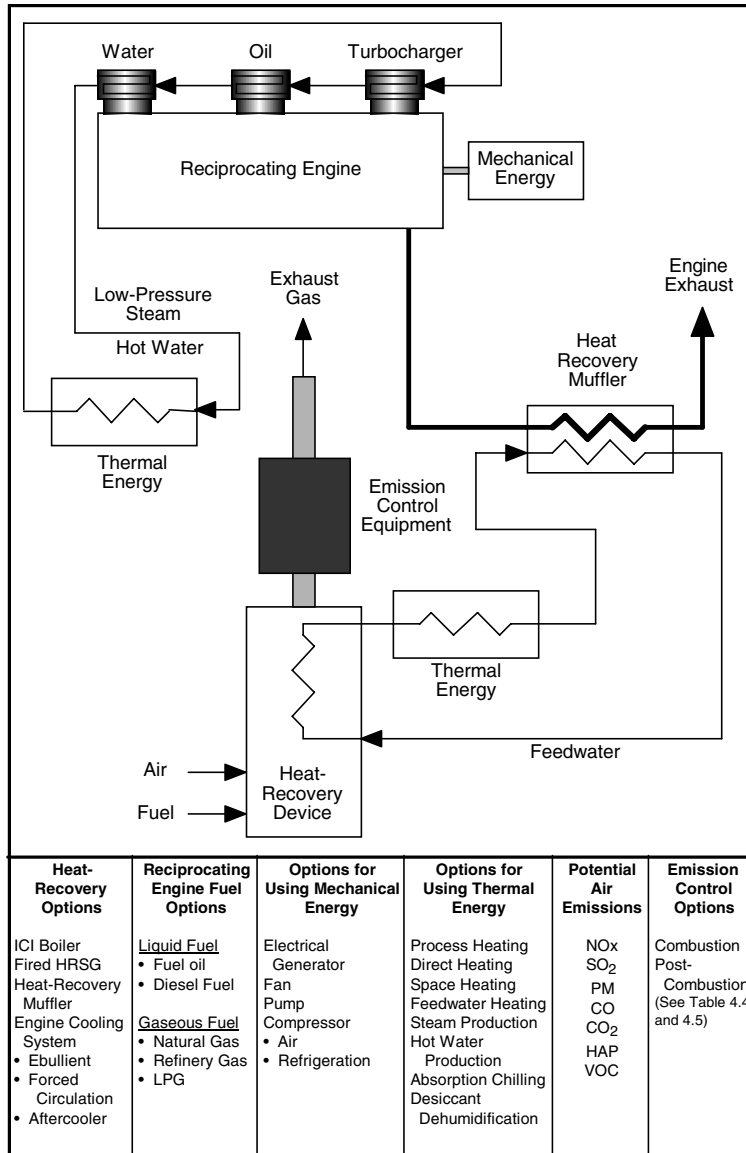 Water
Oil
Turbocharger
Reciprocating Engine
Mechanical
Energy
Exhaust
Gas
Engine
Exhaust
Low-Pressure
Steam
Hot Water
Heat
Recovery
Muffler
Thermal
Energy
Emission
Control
Equipment
Thermal
Energy
Feedwater
Air
Fuel
Heat-
Recovery
Device
Heat-
Recovery
Options
ICI Boiler
Fired HRSG
Heat-Recovery
Muffler
Engine Cooling
System
• Ebullient
• Forced
Circulation
• Aftercooler
Reciprocating
Engine Fuel
Options
Liquid Fuel
• Fuel oil
• Diesel Fuel
Gaseous Fuel
• Natural Gas
• Refinery Gas
• LPG
Options for
Using Mechanical
Energy
Electrical
Generator
Fan
Pump
Compressor
• Air
• Refrigeration
Options for
Using Thermal
Energy
Process Heating
Direct Heating
Space Heating
Feedwater Heating
Steam Production
Hot Water
Production
Absorption Chilling
Desiccant
Dehumidification
Potential
Air
Emissions
NOx
SO2
PM
CO
CO2
HAP
VOC
Emission
Control
Options
Combustion
Post-
Combustion
(See Table 4.4
and 4.5)